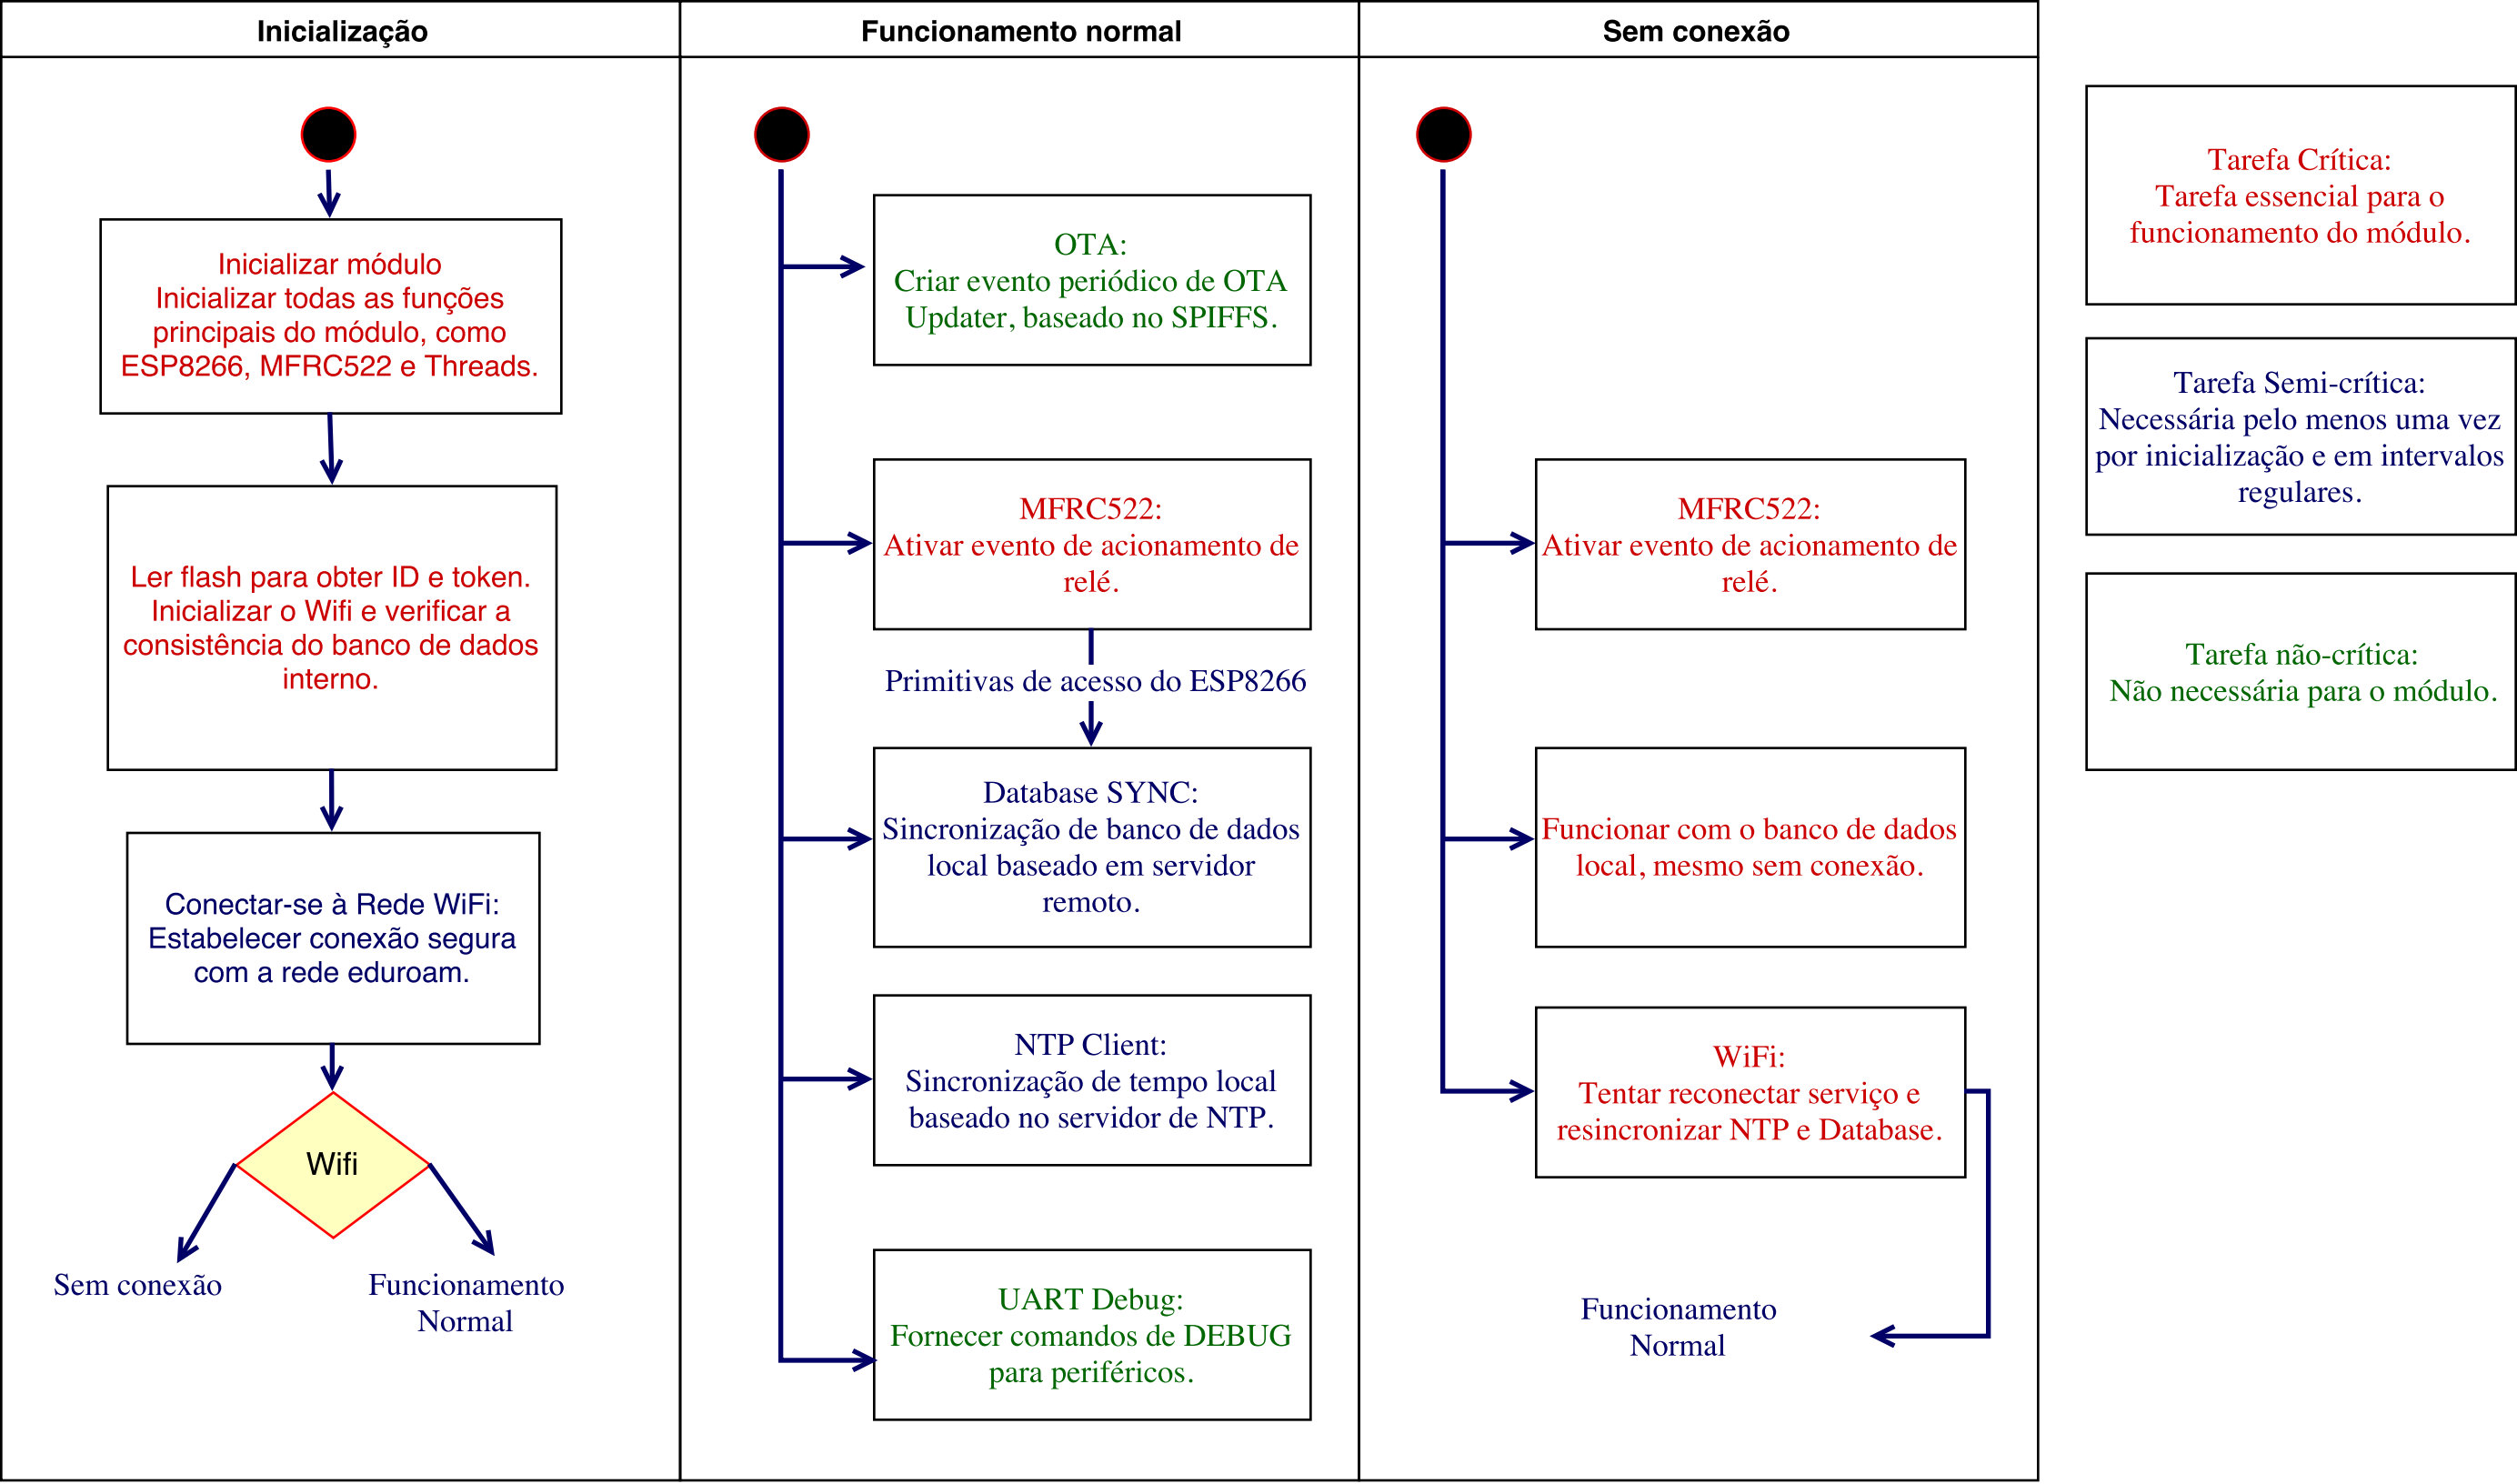 Inicialização
Inicializar módulo
Inicializar todas as funções
principais do módulo, como
ESP8266, MFRC522 e Threads.
Ler flash para obter ID e token.
Inicializar o Wifi e verificar a
consistência do banco de dados
interno.
Conectar-se à Rede WiFi:
Estabelecer conexão segura
com a rede eduroam.
Wifi
Sem conexão
Funcionamento
Normal
Funcionamento normal
OTA:
Criar evento periódico de OTA
Updater, baseado no SPIFFS.
MFRC522:
Ativar evento de acionamento de
relé.
Primitivas de acesso do ESP8266
Database SYNC:
Sincronização de banco de dados
local baseado em servidor
remoto.
NTP Client:
Sincronização de tempo local
baseado no servidor de NTP.
UART Debug:
Fornecer comandos de DEBUG
para periféricos.
Sem conexão
MFRC522:
Ativar evento de acionamento de
relé.
Funcionar com o banco de dados
local, mesmo sem conexão.
WiFi:
Tentar reconectar serviço e
resincronizar NTP e Database.
Funcionamento
Normal
Tarefa Crítica:
Tarefa essencial para o
funcionamento do módulo.
Tarefa Semi-crítica:
Necessária pelo menos uma vez
por inicialização e em intervalos
regulares.
Tarefa não-crítica:
Não necessária para o módulo.